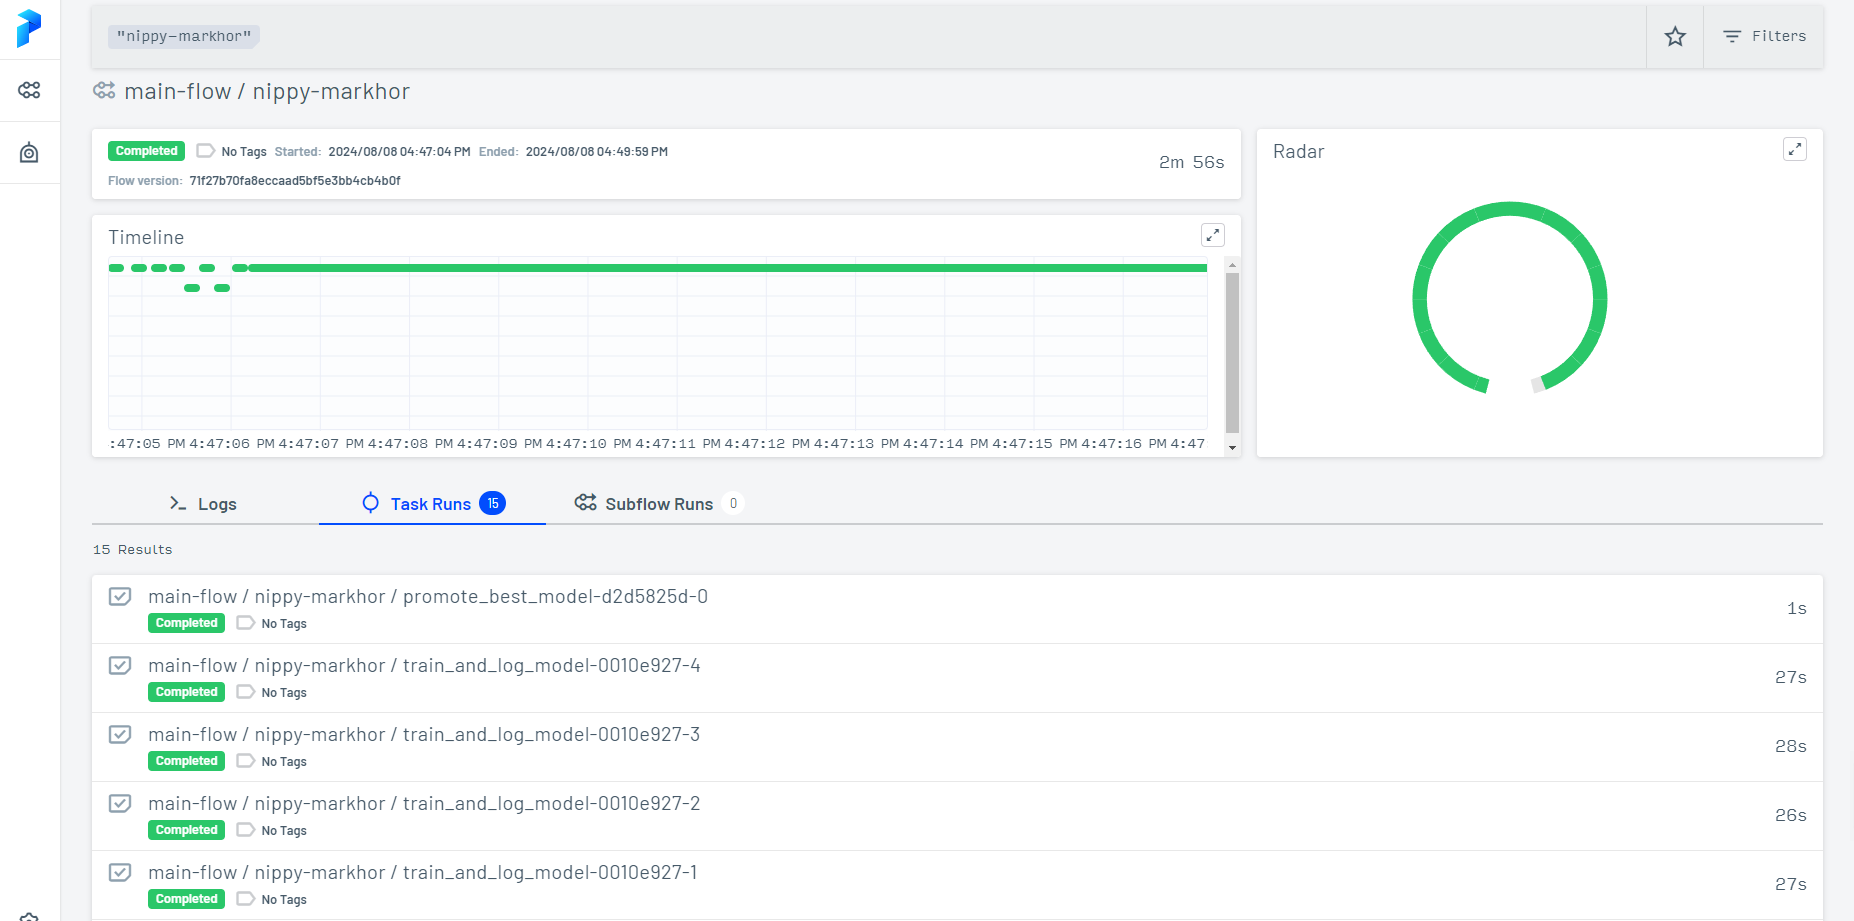 "nippy-markhor"
Filters
main-flow / nippy-markhor
Completed No Tags Started: 2024/08/08 04:47:04 PM Ended: 2024/08/08 04:49:59 PM
2m 56s
Flow version: 71f27b70fa8eccaad5bf5e3bb4cb4b0f
Radar
Timeline
:47:05 PM 4:47:06 PM 4:47:07 PM 4:47:08 PM 4:47:09 PM 4:47:10 PM 4:47:11 PM 4:47:12 PM 4:47:13 PM 4:47:14 PM 4:47:15 PM 4:47:16 PM 4:47
Logs Task Runs 15 Subflow Runs 0
15 Results
main-flow / nippy-markhor / promote_best_model-d2d5825d-0
Completed No Tags
1s
main-flow / nippy-markhor / train_and_log_model-0010e927-4
Completed No Tags
27s
main-flow / nippy-markhor / train_and_log_model-0010e927-3
Completed No Tags
28s
main-flow / nippy-markhor / train_and_log_model-0010e927-2
Completed No Tags
26s
main-flow / nippy-markhor / train_and_log_model-0010e927-1
Completed No Tags
27s